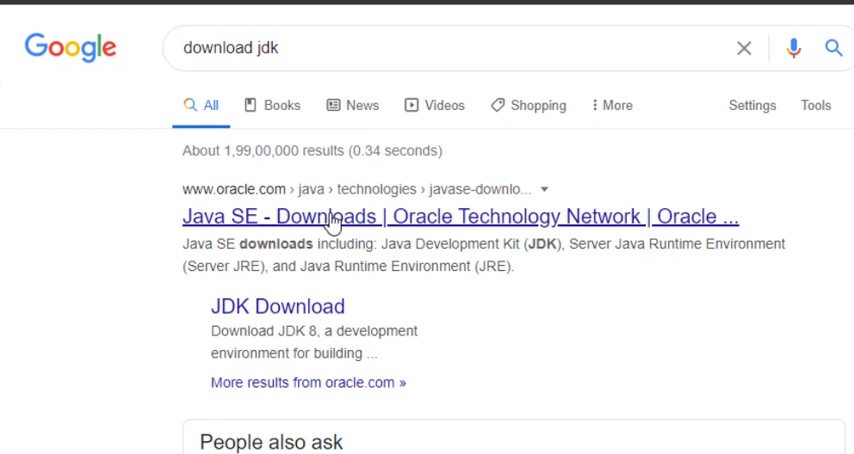 Google
download jdk
All Books News Videos Shopping More Settings Tools
About 1,99,00,000 results (0.34 seconds)
www.oracle.com › java › technologies › javase-downlo...
Java SE - Downloads | Oracle Technology Network | Oracle ...
Java SE downloads including: Java Development Kit (JDK), Server Java Runtime Environment
(Server JRE), and Java Runtime Environment (JRE).
JDK Download
Download JDK 8, a development
environment for building ...
More results from oracle.com »
People also ask